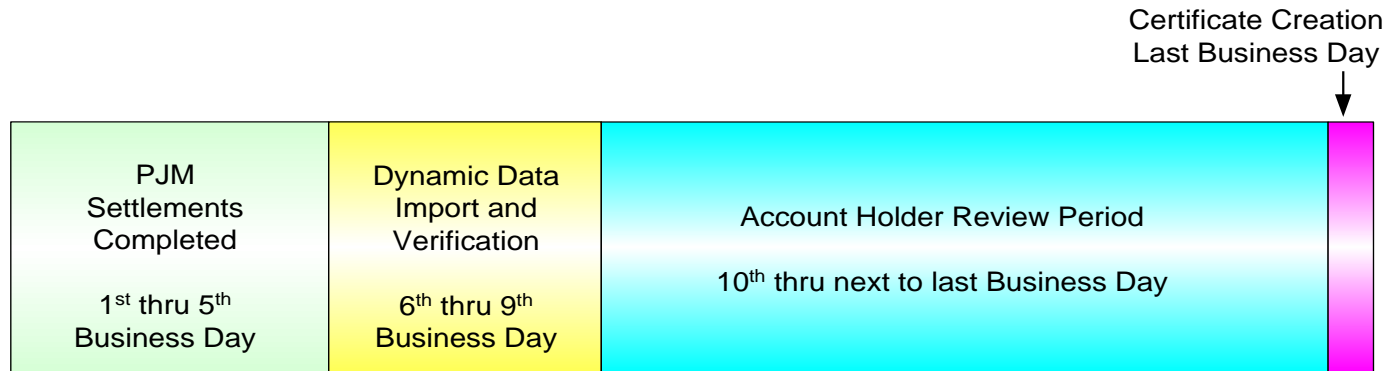 Certificate Creation
Last Business Day
PJM
Settlements
Completed
1st thru 5th
Business Day
Dynamic Data
Import and
Verification
6th thru 9th
Business Day
Account Holder Review Period
10th thru next to last Business Day